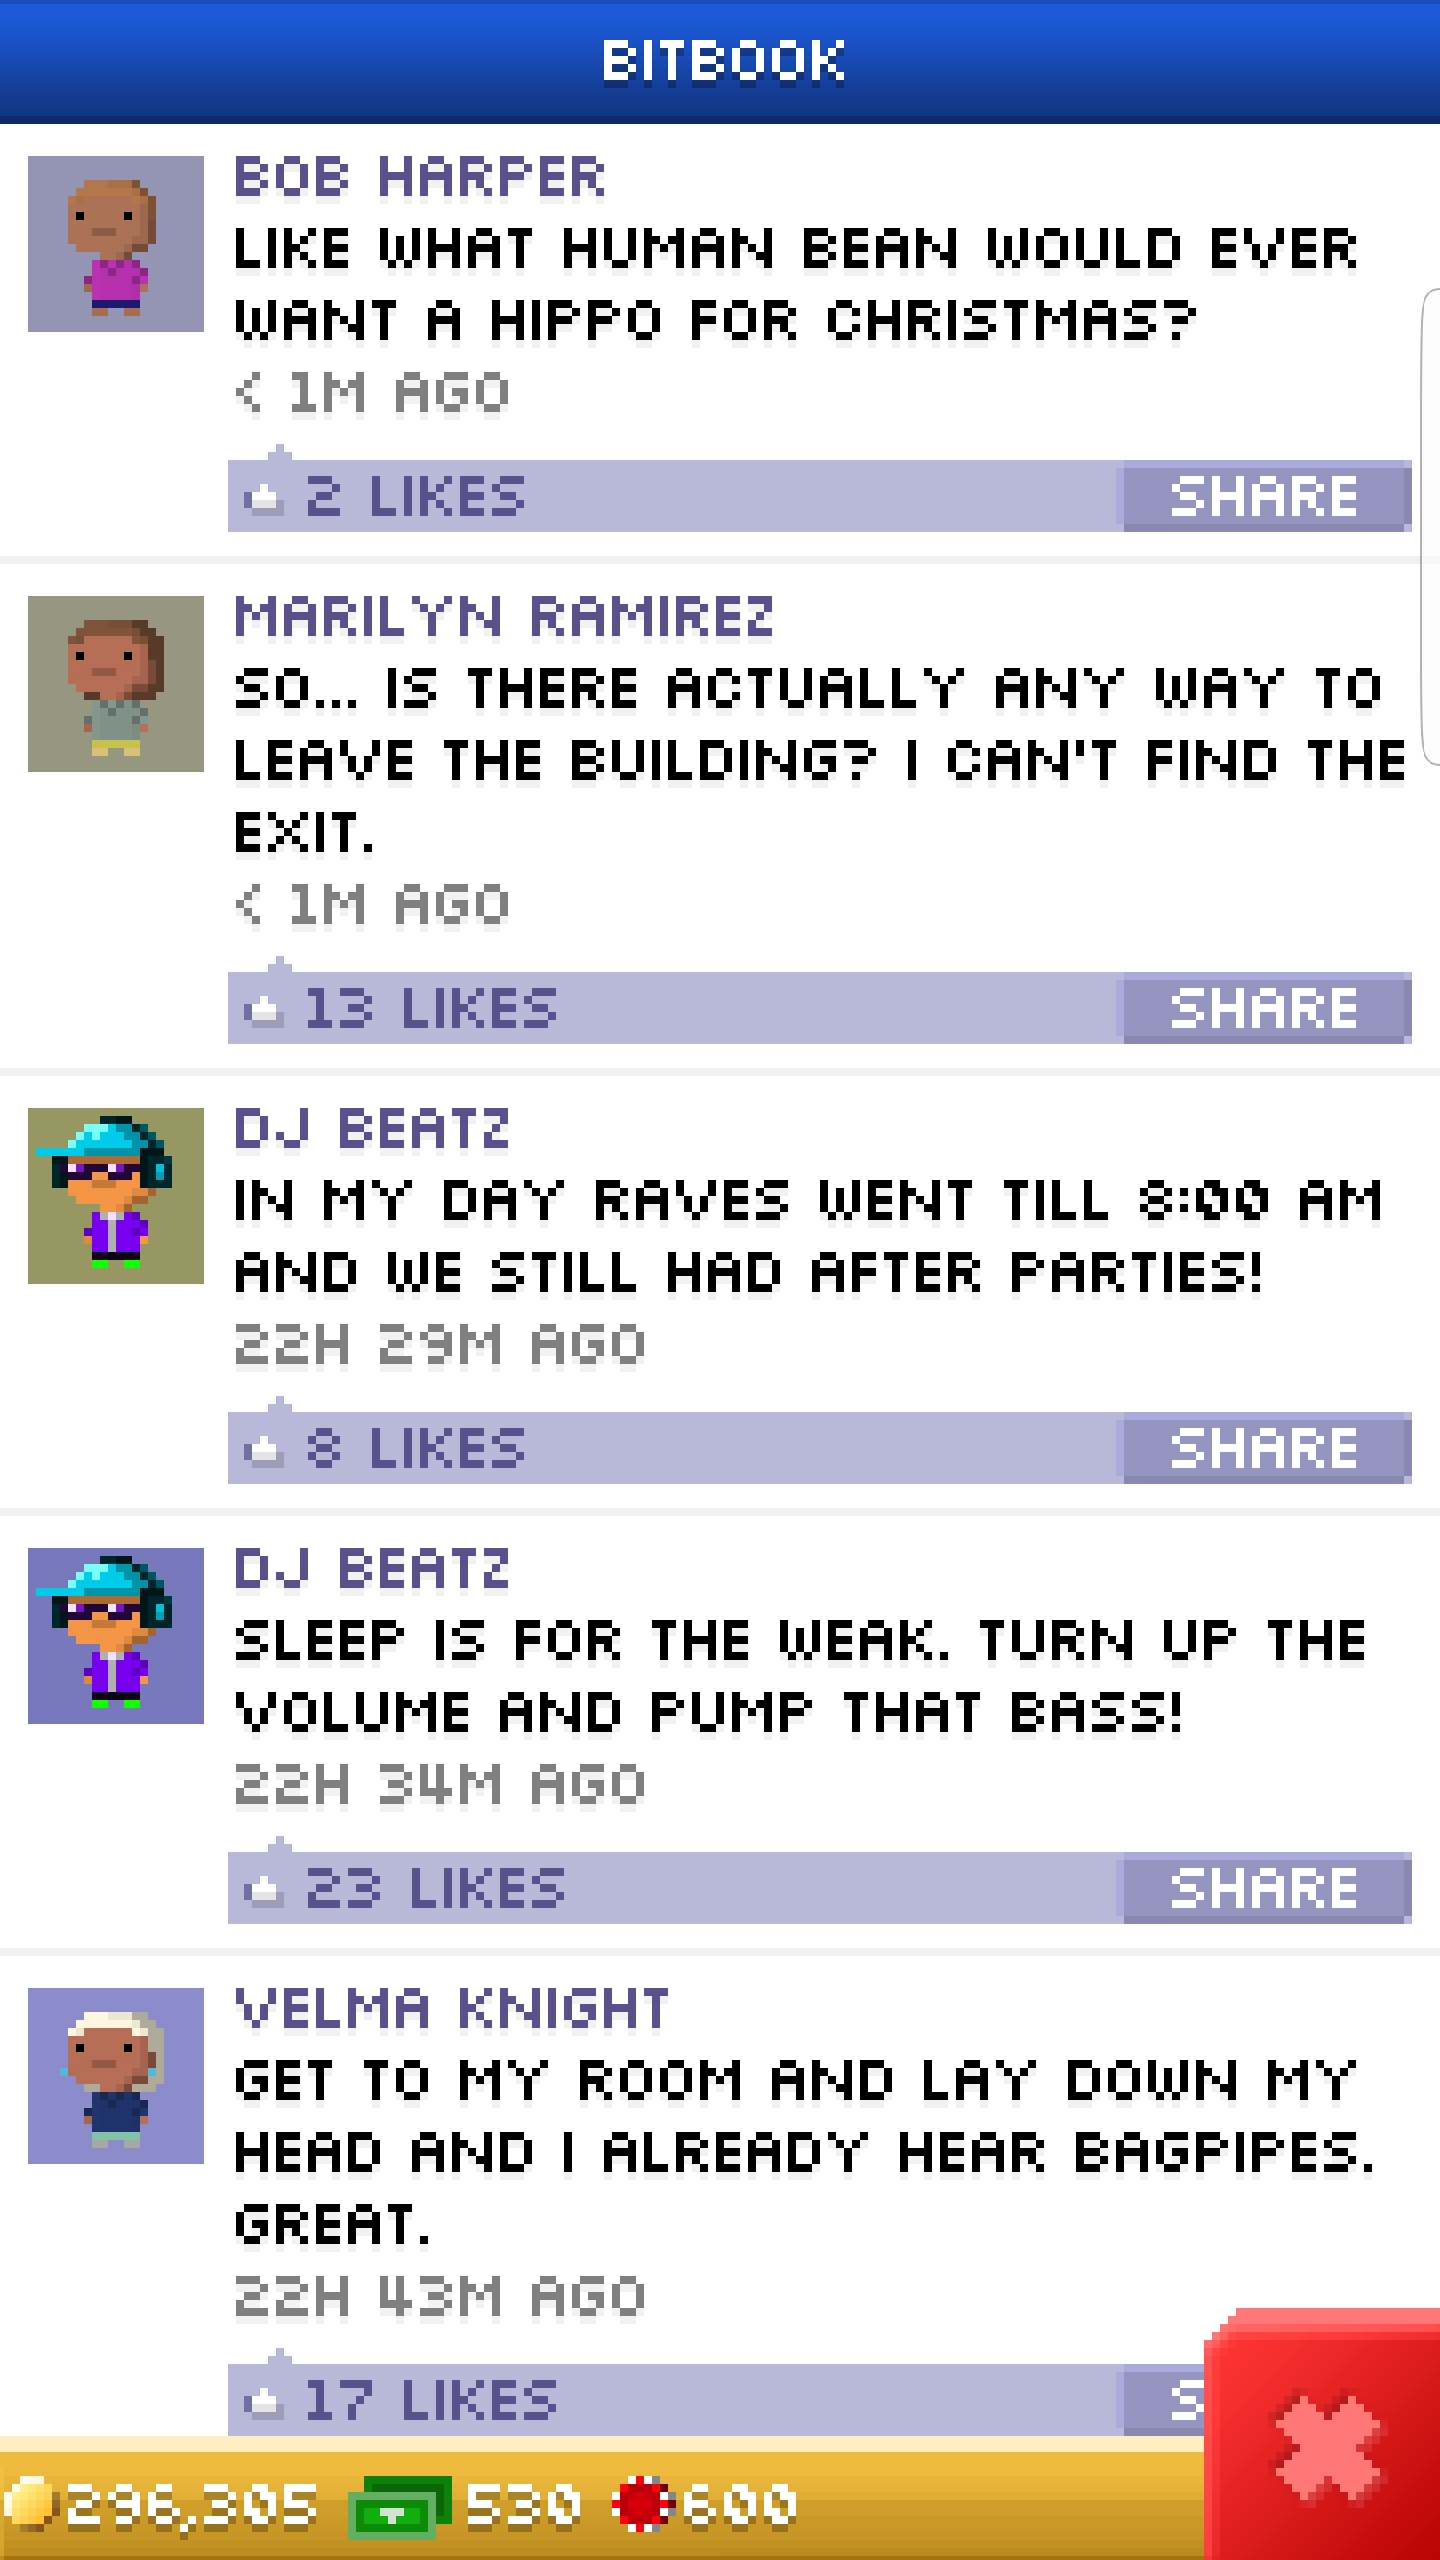 BITBOOK
BOB HARPER
LIKE WHAT HUMAN BEAN WOULD EVER
WANT A HIPPO FOR CHRISTMAS?
< 1M AGO
2 LIKES SHARE
MARILYN RAMIREZ
SO... IS THERE ACTUALLY ANY WAY TO
LEAVE THE BUILDING? I CAN'T FIND THE
EXIT.
< 1M AGO
13 LIKES SHARE
DJ BEATZ
IN MY DAY RAVES WENT TILL 8:00 AM
AND WE STILL HAD AFTER PARTIES!
22H 29M AGO
8 LIKES SHARE
DJ BEATZ
SLEEP IS FOR THE WEAK. TURN UP THE
VOLUME AND PUMP THAT BASS!
22H 34M AGO
23 LIKES SHARE
VELMA KNIGHT
GET TO MY ROOM AND LAY DOWN MY
HEAD AND I ALREADY HEAR BAGPIPES.
GREAT.
22H 43M AGO
17 LIKES S
296,305 530 600